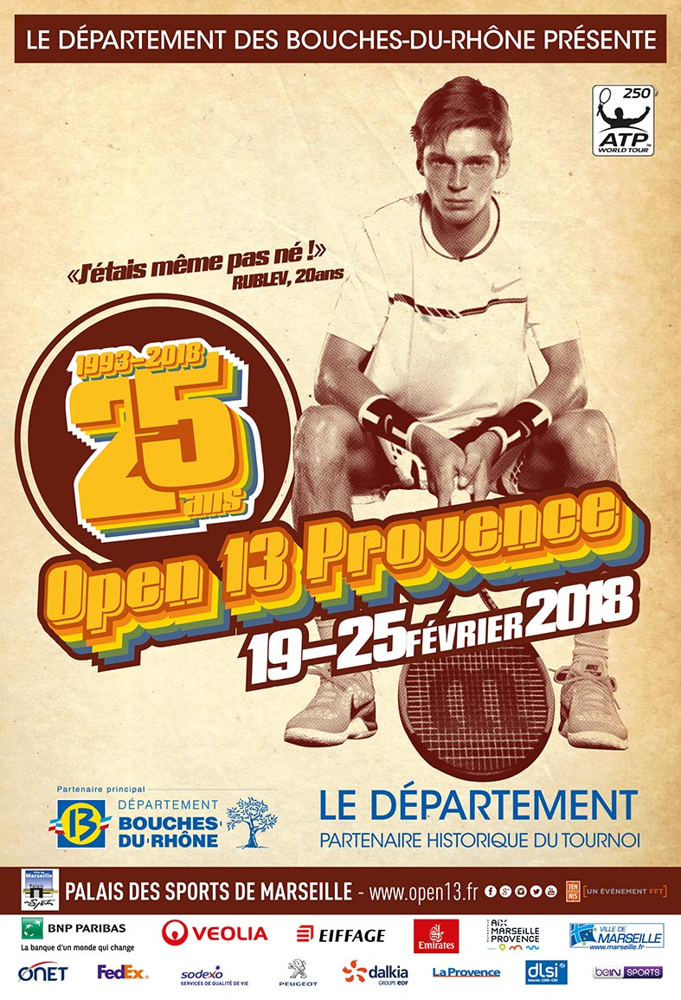 LE DÉPARTEMENT DES BOUCHES-DU-RHÔNE PRÉSENTE
250
ATP
WORLD TOUR
«J'étais même pas né !»
RUBLEV, 20ans
1993-2018
25
ans
Open 13 Provence
19-25 FÉVRIER 2018
Partenaire principal
13
DÉPARTEMENT
BOUCHES
DU RHÔNE
LE DÉPARTEMENT
PARTENAIRE HISTORIQUE DU TOURNOI
PALAIS DES SPORTS DE MARSEILLE - www.open13.fr
[UN ÉVÉNEMENT FFT]
BNP PARIBAS
La banque d'un monde qui change
VEOLIA
EIFFAGE
Emirates
AIX
MARSEILLE
PROVENCE
VILLE DE
MARSEILLE
www.marseille.fr
ONET
FedEx
sodexo
SERVICES DE QUALITÉ DE VIE
PEUGEOT
dalkia
GROUPE EDF
La Provence
dlsi
Interim-CDD-CDI
beIN SPORTS